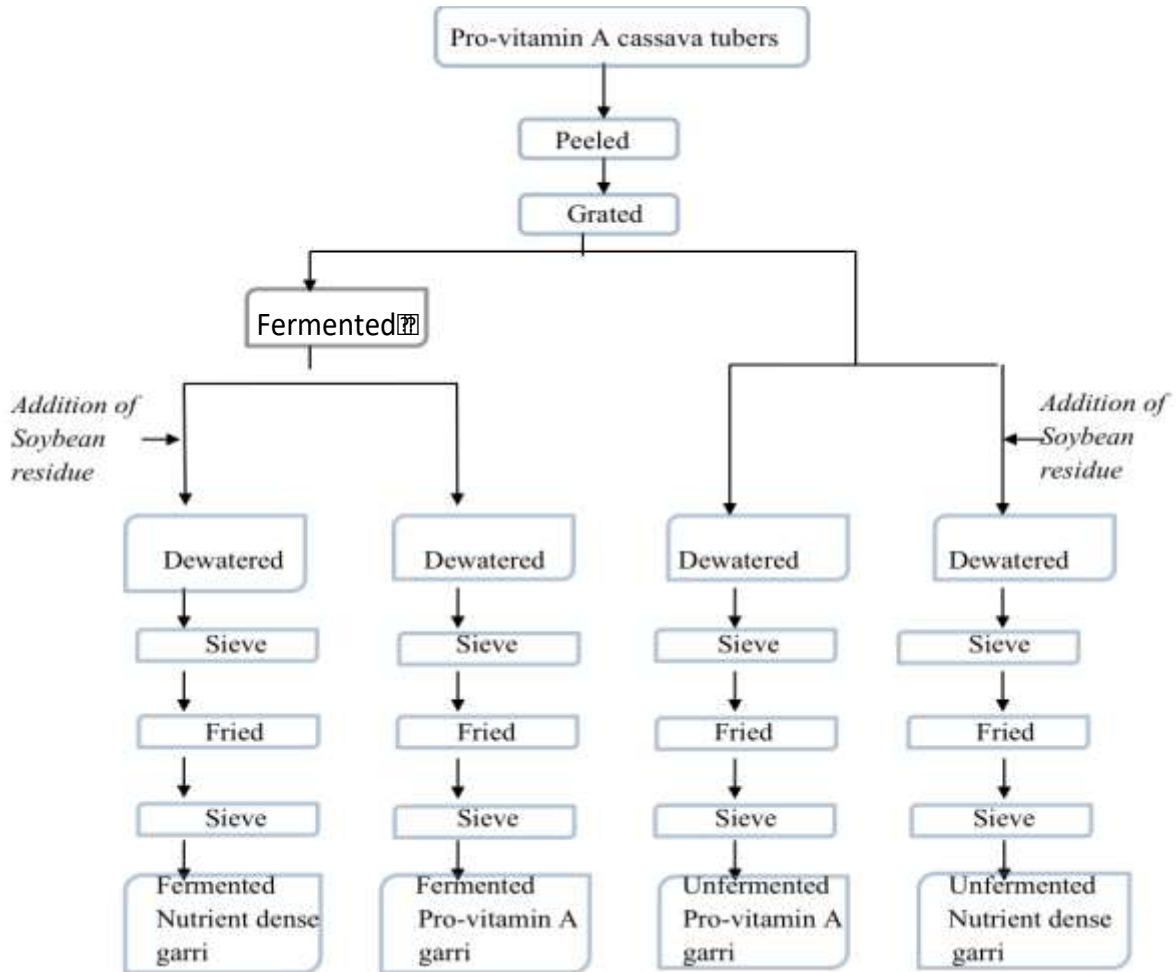 Pro-vitamin A cassava tubers
Peeled
Grated
Fermented
Addition of
Soybean
residue
Addition of
Soybean
residue
Dewatered
Dewatered
Dewatered
Dewatered
Sieve
Sieve
Sieve
Sieve
Fried
Fried
Fried
Fried
Sieve
Sieve
Sieve
Sieve
Fermented
Nutrient dense
garri
Fermented
Pro-vitamin A
garri
Unfermented
Pro-vitamin A
garri
Unfermented
Nutrient dense
garri